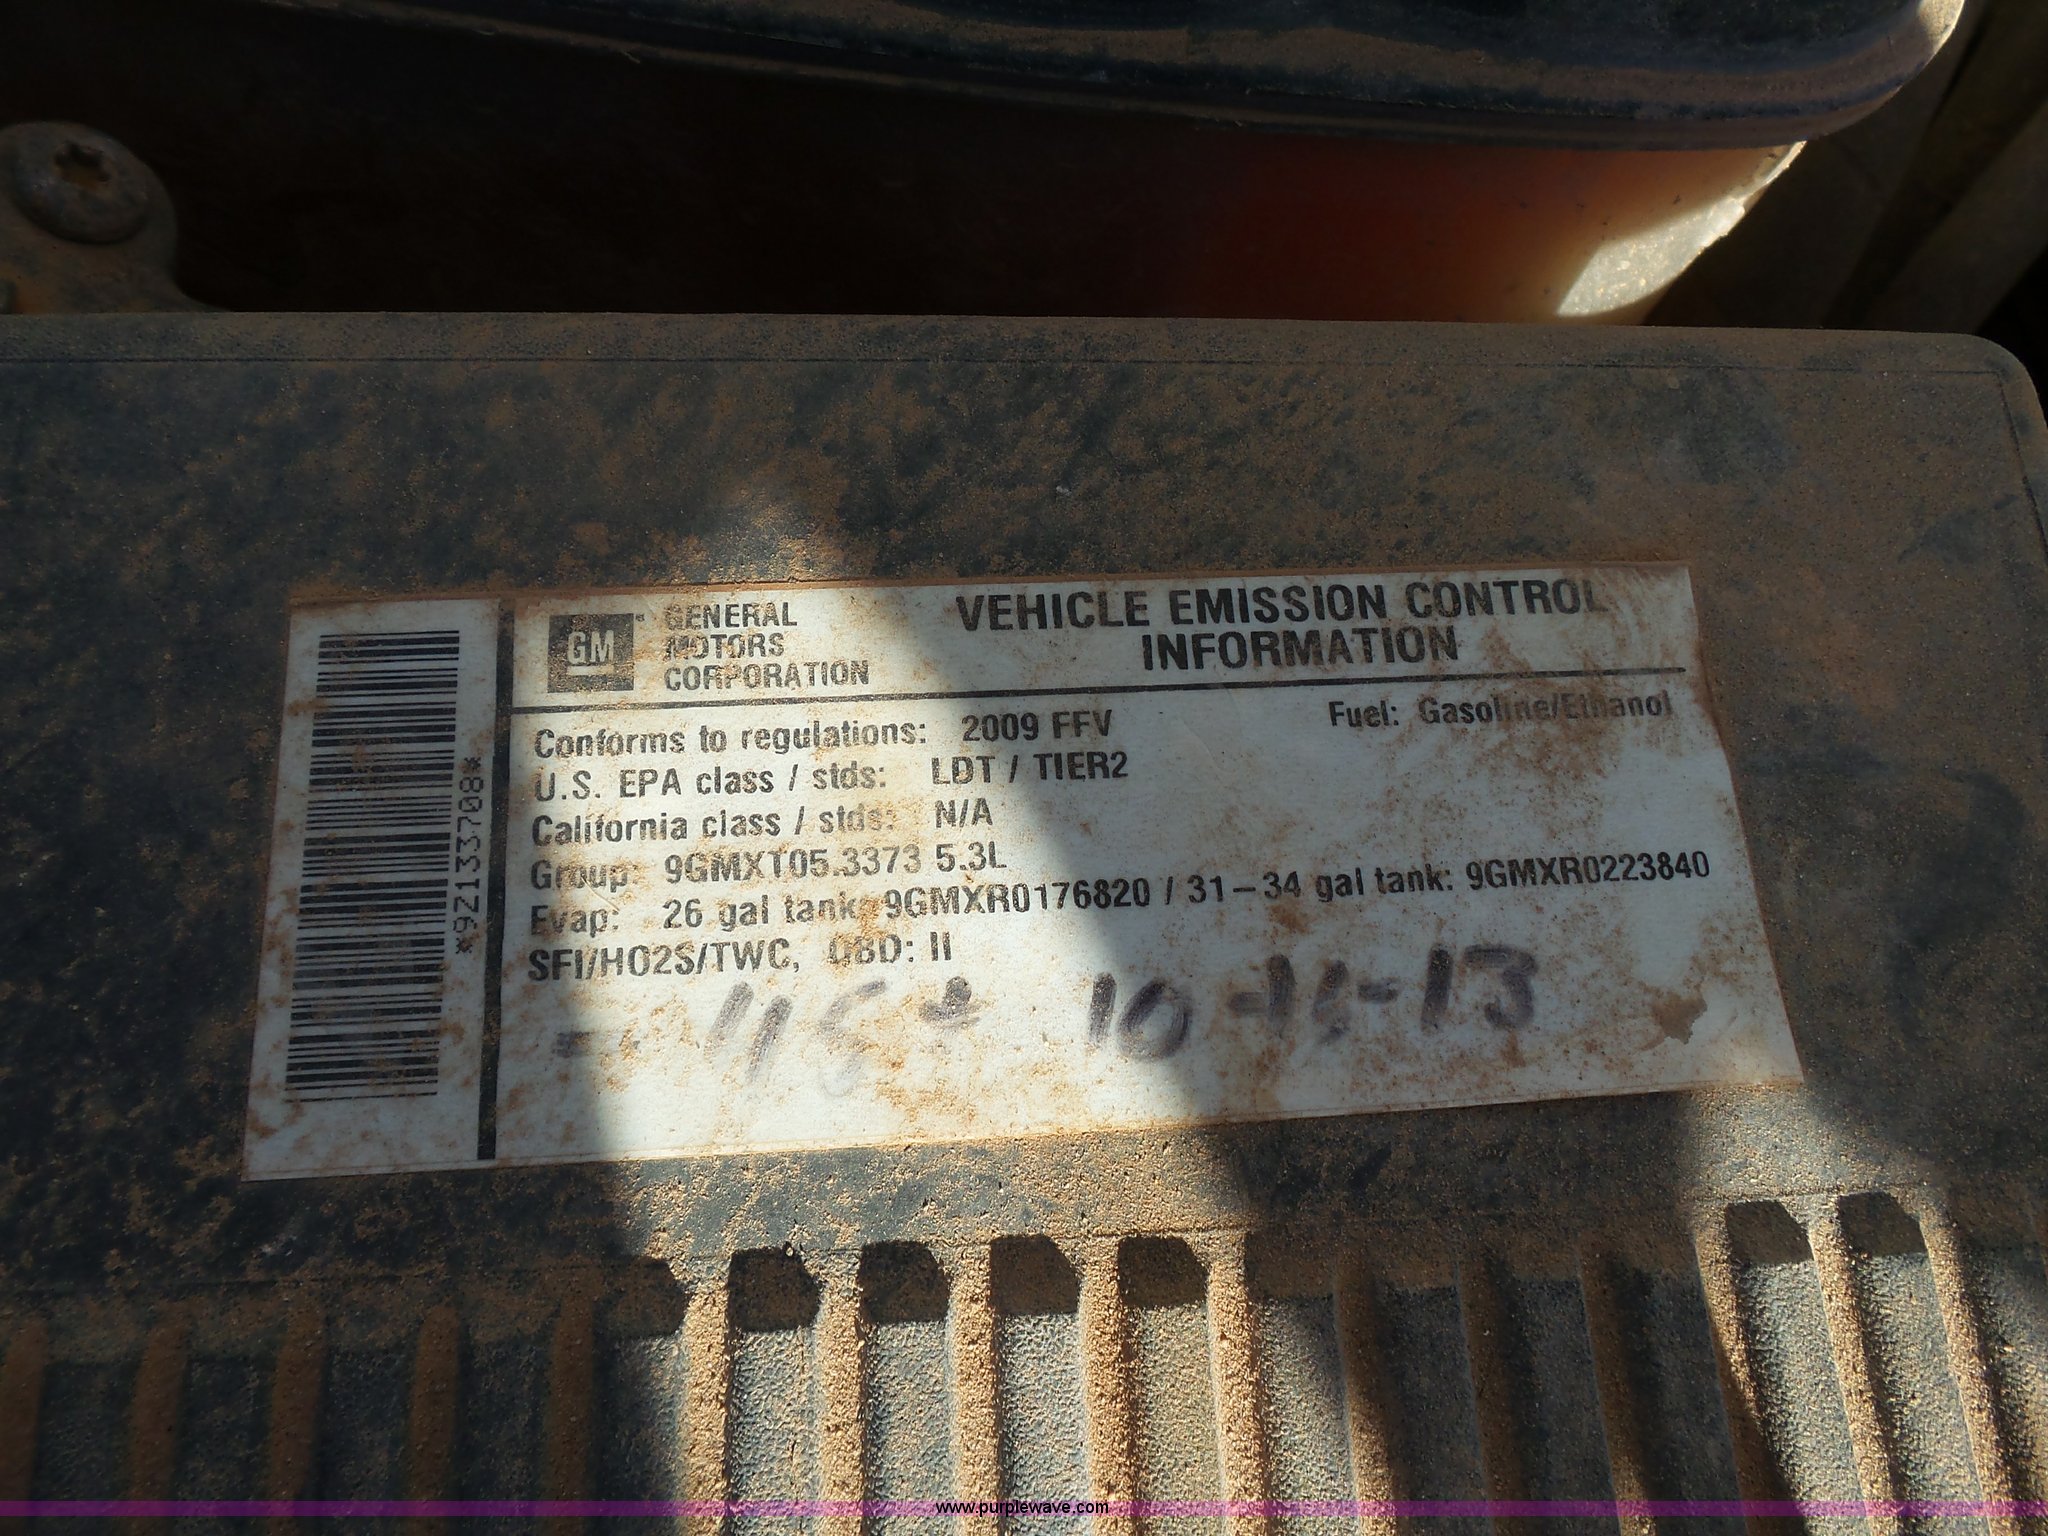 GM GENERAL MOTORS CORPORATION
VEHICLE EMISSION CONTROL
INFORMATION
Conforms to regulations: 2009 FFV Fuel: Gasoline/Ethanol
U.S. EPA class / stds: LDT / TIER2
California class / stds: N/A
Group: 9GMXT05.3373 5.3L
Evap: 26 gal tank: 9GMXR0176820 / 31-34 gal tank: 9GMXR0223840
SFI/HO2S/TWC, OBD: II
*9Z133708*
www.purplewave.com